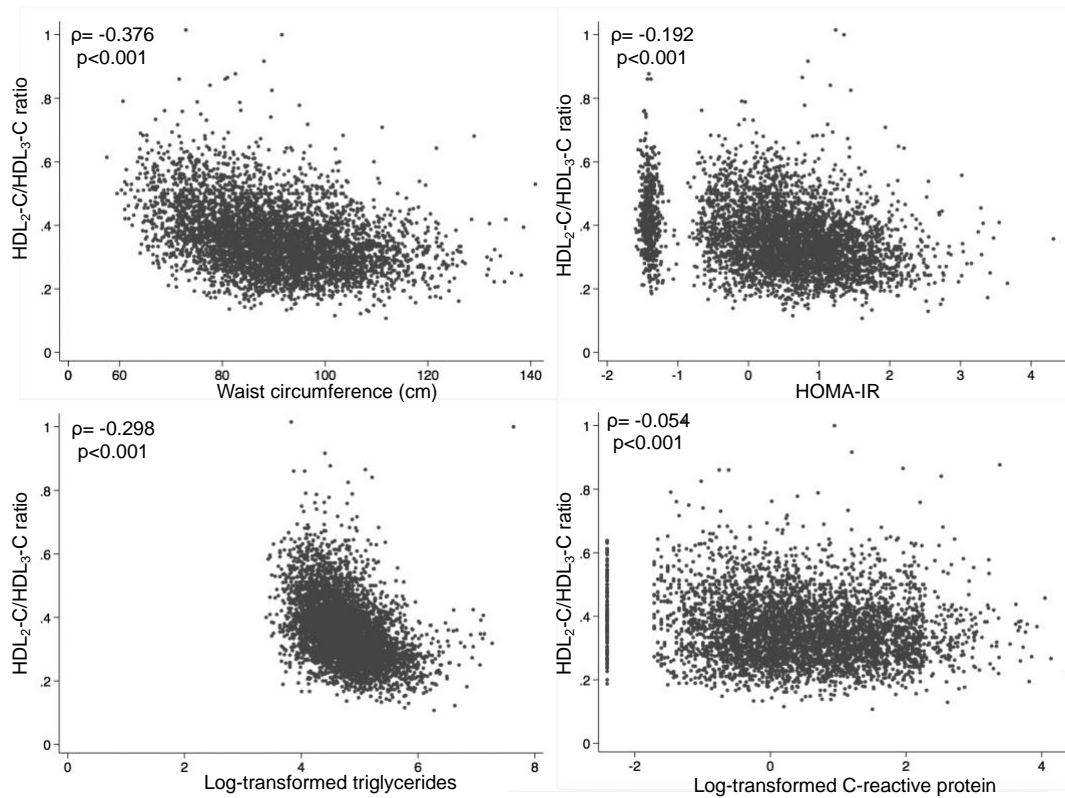 ρ= -0.376
p<0.001
HDL₂-C/HDL₃-C ratio
1
.8
.6
.4
.2
0
0 60 80 100 120 140
Waist circumference (cm)
ρ= -0.192
p<0.001
HDL₂-C/HDL₃-C ratio
1
.8
.6
.4
.2
0
-2 -1 0 1 2 3 4
HOMA-IR
ρ= -0.298
p<0.001
HDL₂-C/HDL₃-C ratio
1
.8
.6
.4
.2
0
0 2 4 6 8
Log-transformed triglycerides
ρ= -0.054
p<0.001
HDL₂-C/HDL₃-C ratio
1
.8
.6
.4
.2
0
-2 0 2 4
Log-transformed C-reactive protein